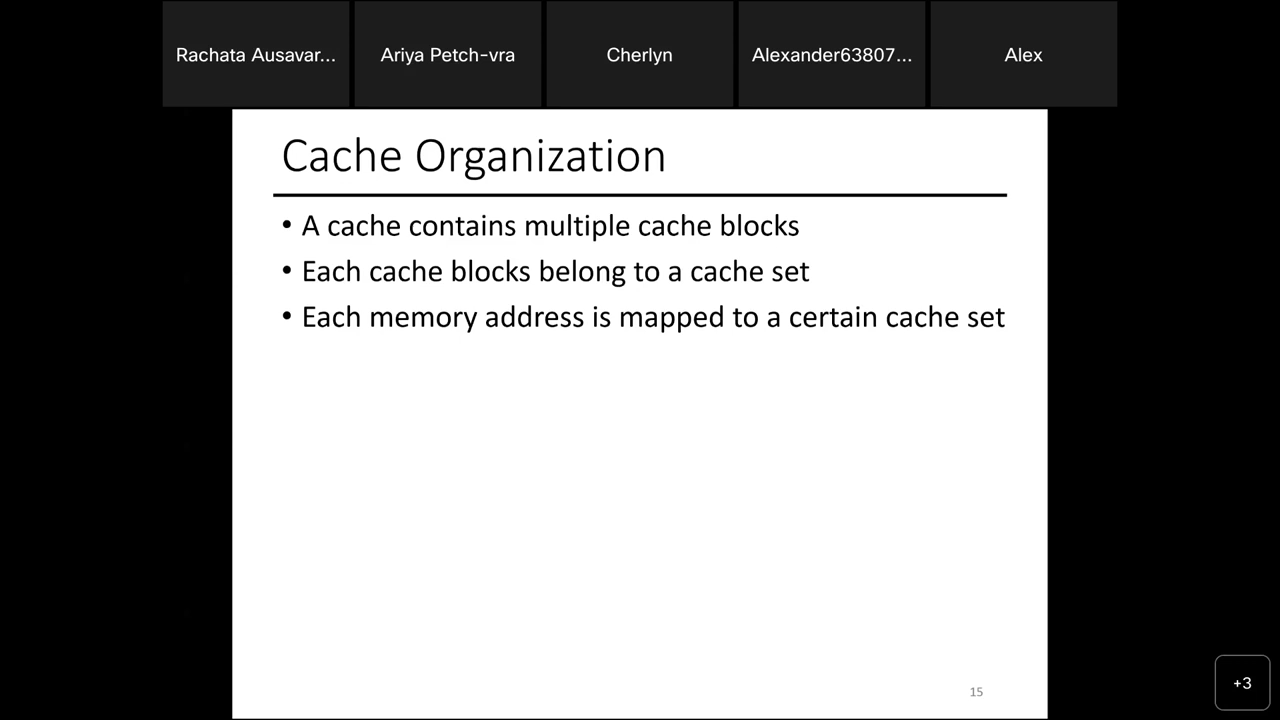 Rachata Ausavar...
Ariya Petch-vra
Cherlyn
Alexander63807...
Alex
Cache Organization
• A cache contains multiple cache blocks
• Each cache blocks belong to a cache set
• Each memory address is mapped to a certain cache set
15
+3